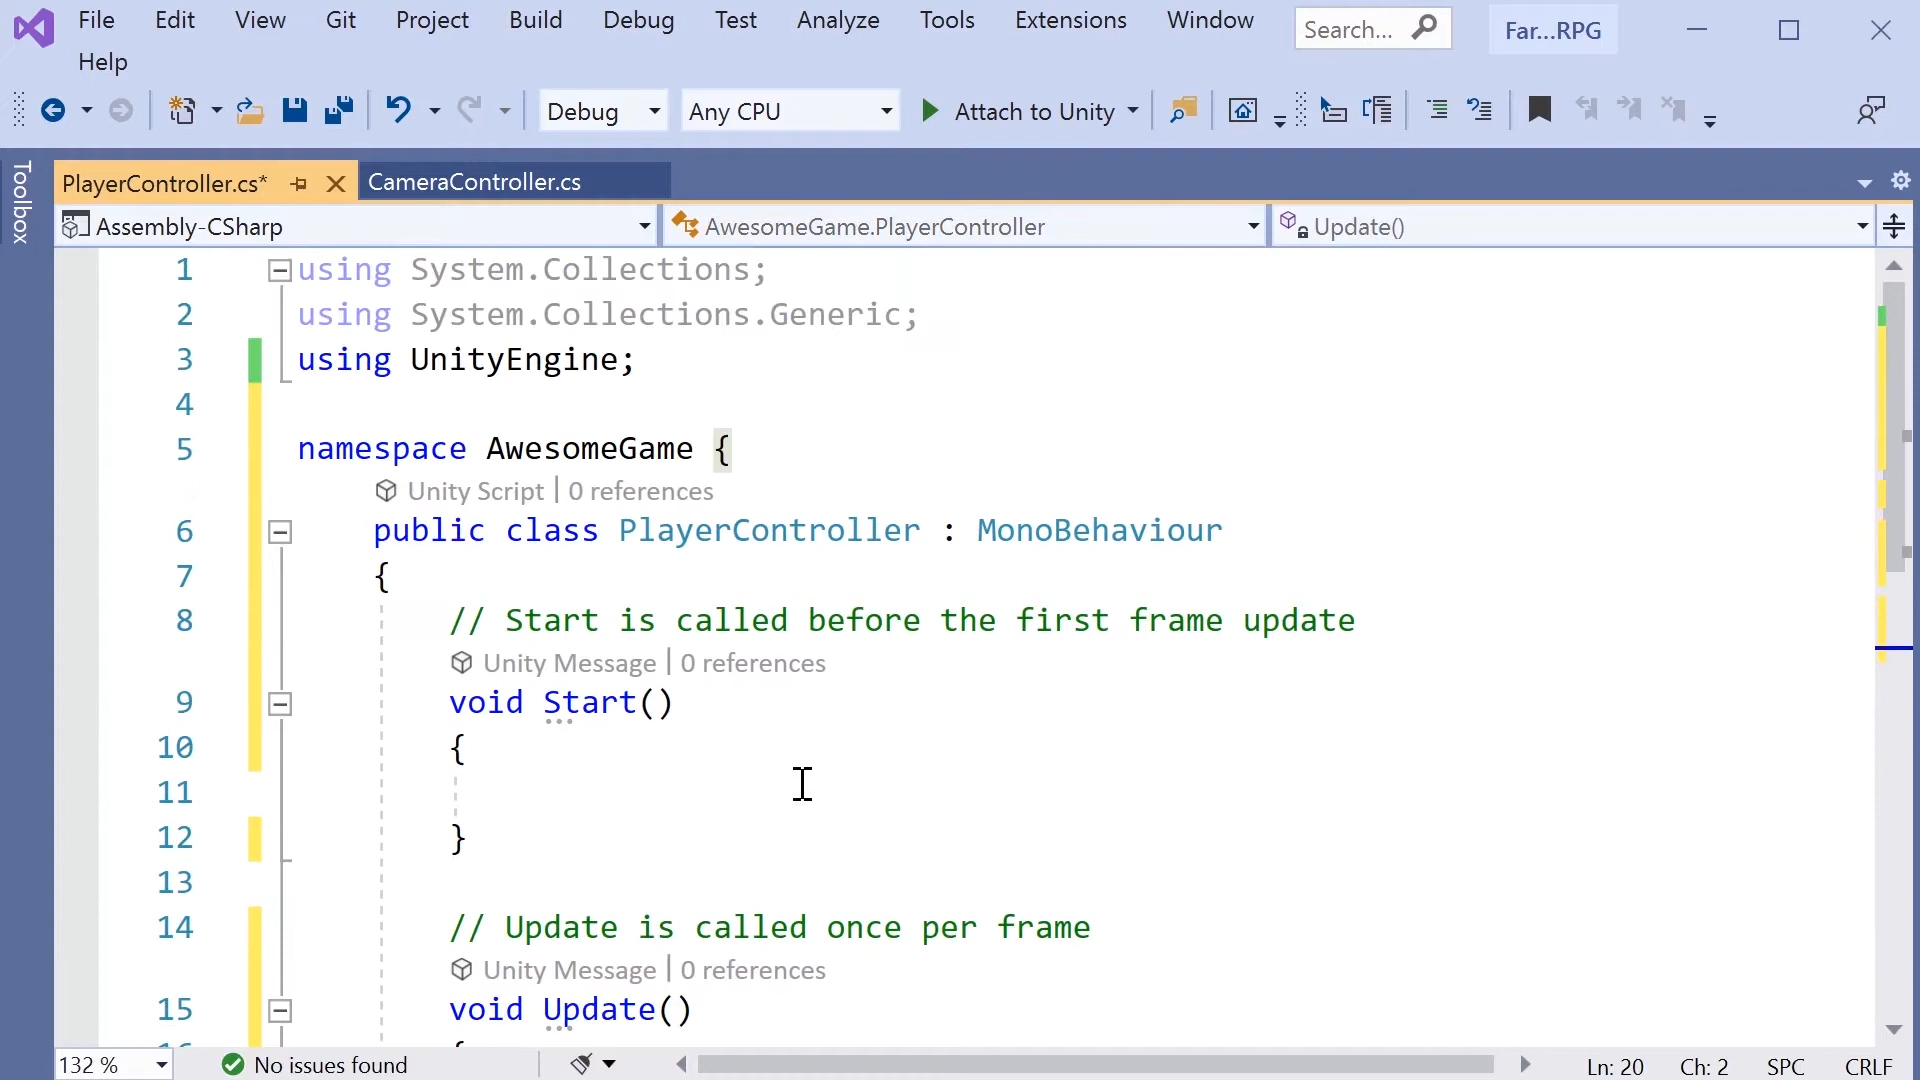 File Edit View Git Project Build Debug Test Analyze Tools Extensions Window Search... Far...RPG
Help
Debug Any CPU Attach to Unity
Toolbox
PlayerController.cs* CameraController.cs
Assembly-CSharp AwesomeGame.PlayerController Update()
1 using System.Collections;
2 using System.Collections.Generic;
3 using UnityEngine;
4
5 namespace AwesomeGame {
Unity Script | 0 references
6 public class PlayerController : MonoBehaviour
7 {
8 // Start is called before the first frame update
Unity Message | 0 references
9 void Start()
10 {
11
12 }
13
14 // Update is called once per frame
Unity Message | 0 references
15 void Update()
16 {
132 % No issues found Ln: 20 Ch: 2 SPC CRLF